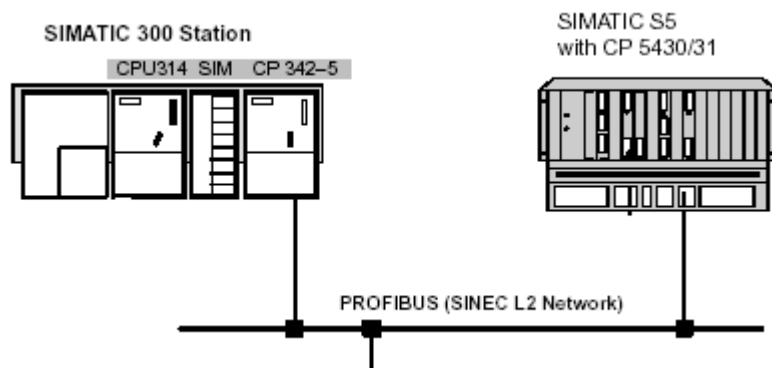 SIMATIC 300 Station
CPU314 SIM CP 342–5
SIMATIC S5
with CP 5430/31
PROFIBUS (SINEC L2 Network)